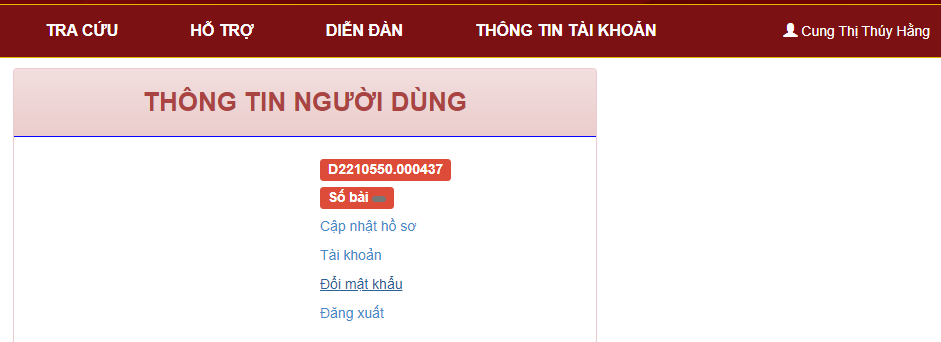 TRA CỨU HỖ TRỢ DIỄN ĐÀN THÔNG TIN TÀI KHOẢN Cung Thị Thúy Hằng
THÔNG TIN NGƯỜI DÙNG
D2210550.000437
Số bài
Cập nhật hồ sơ
Tài khoản
Đổi mật khẩu
Đăng xuất